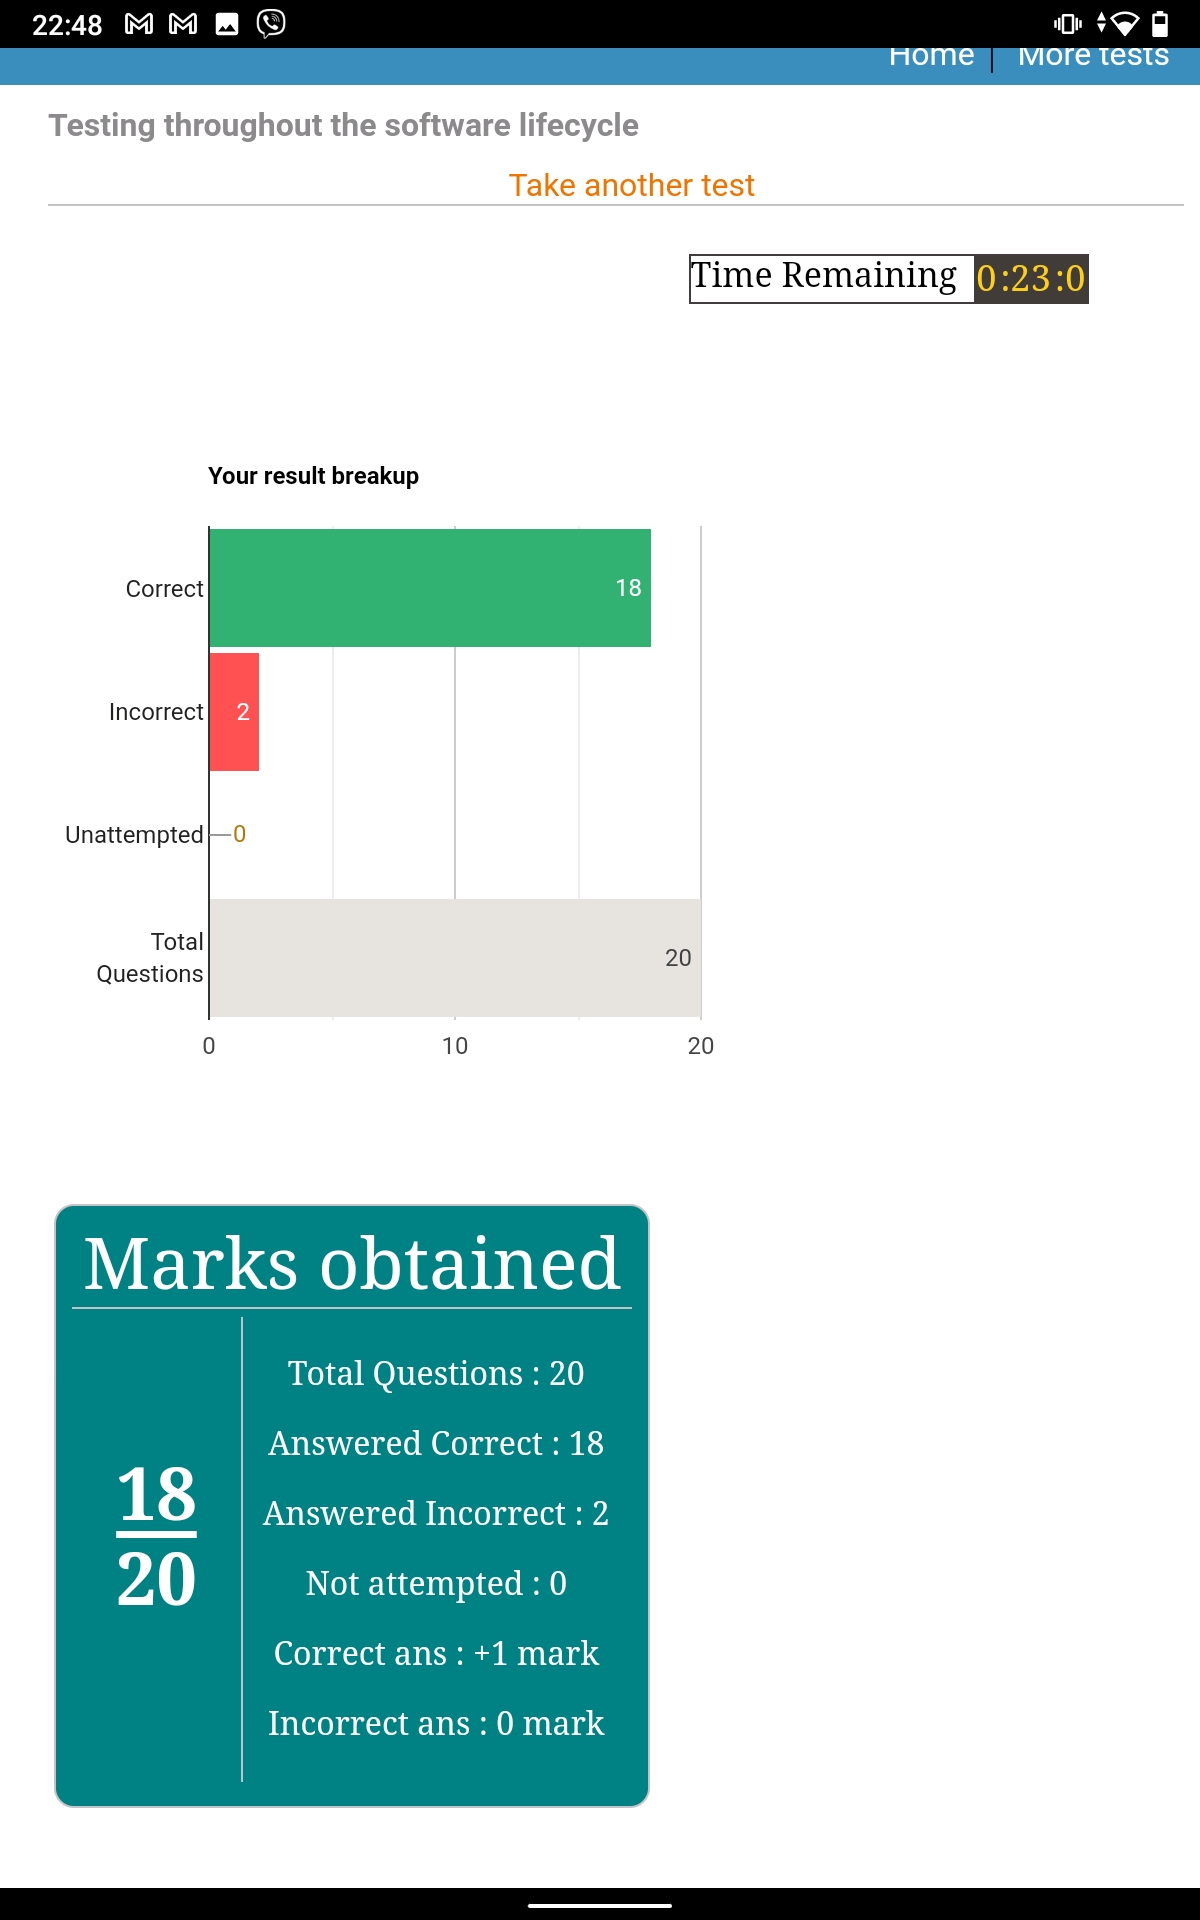 22:48
Home | More tests
Testing throughout the software lifecycle
Take another test
Time Remaining 0:23:0
Your result breakup
Correct 18
Incorrect 2
Unattempted 0
Total
Questions 20
0 10 20
Marks obtained
18
20
Total Questions : 20
Answered Correct : 18
Answered Incorrect : 2
Not attempted : 0
Correct ans : +1 mark
Incorrect ans : 0 mark